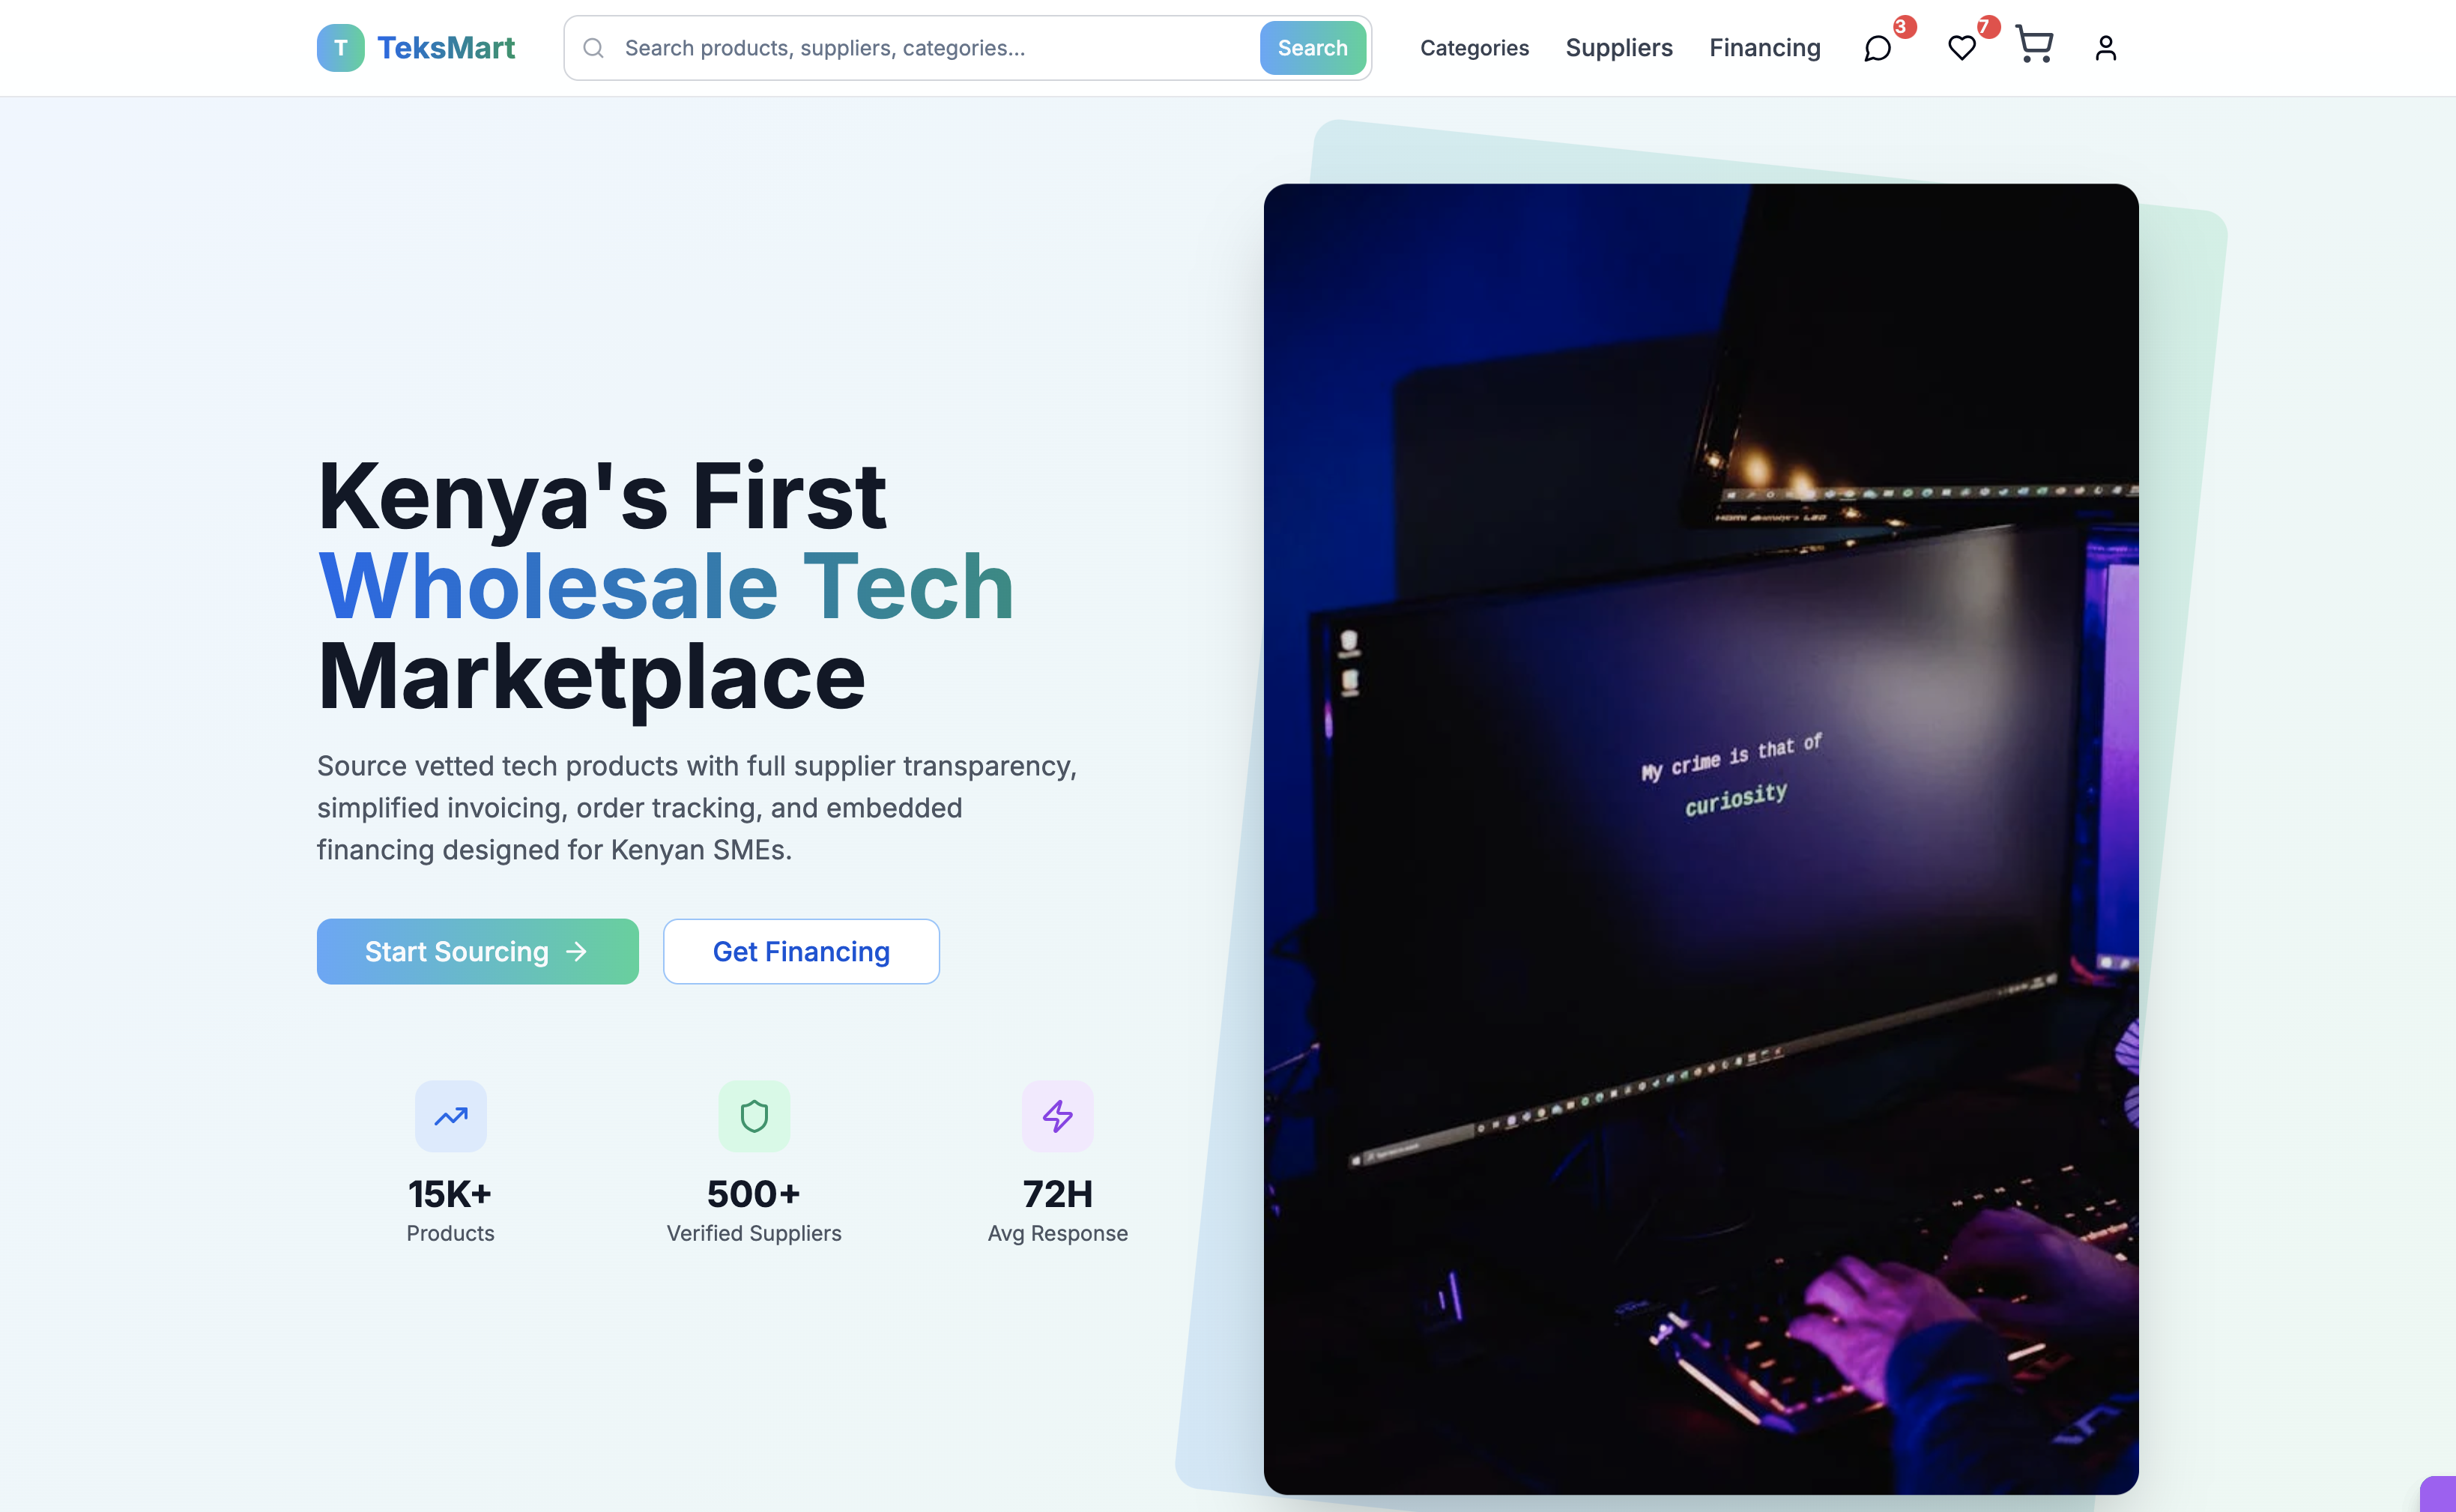 T TeksMart
Search products, suppliers, categories...
Search
Categories
Suppliers
Financing
3
7
Kenya's First
Wholesale Tech
Marketplace
Source vetted tech products with full supplier transparency,
simplified invoicing, order tracking, and embedded
financing designed for Kenyan SMEs.
Start Sourcing →
Get Financing
15K+
Products
500+
Verified Suppliers
72H
Avg Response
My crime is that of
curiosity